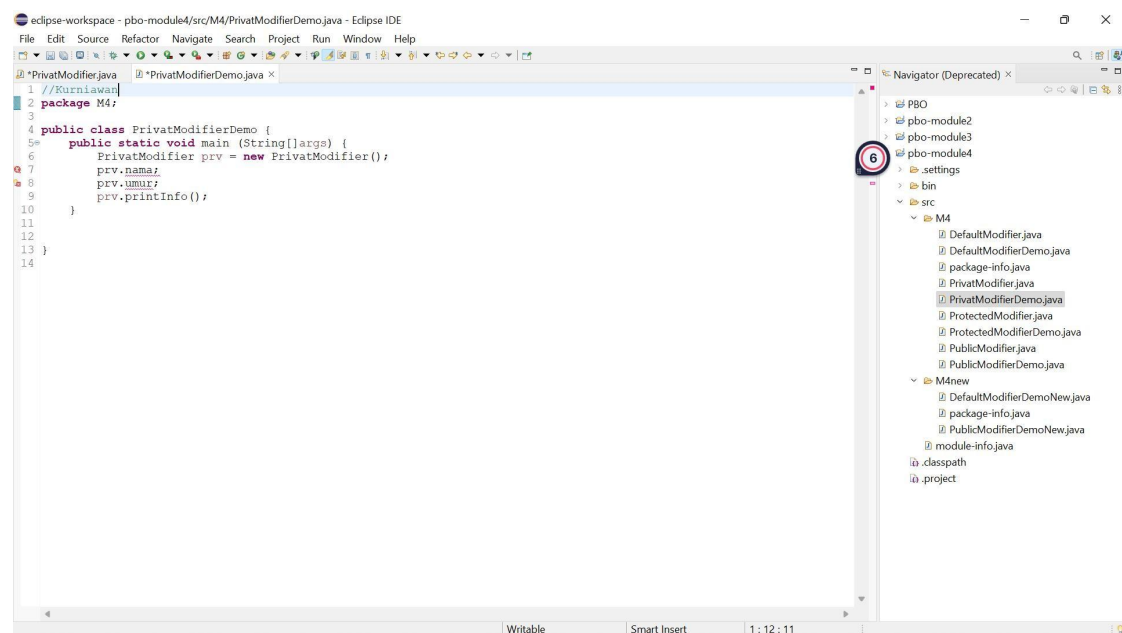 eclipse-workspace - pbo-module4/src/M4/PrivatModifierDemo.java - Eclipse IDE
File Edit Source Refactor Navigate Search Project Run Window Help
*PrivatModifier.java *PrivatModifierDemo.java
1 //Kurniawan
2 package M4;
3
4 public class PrivatModifierDemo {
5 public static void main (String[]args) {
6 PrivatModifier prv = new PrivatModifier();
7 prv.nama;
8 prv.umur;
9 prv.printInfo();
10 }
11
12
13 }
14
Navigator (Deprecated)
PBO
pbo-module2
pbo-module3
6
pbo-module4
.settings
bin
src
M4
DefaultModifier.java
DefaultModifierDemo.java
package-info.java
PrivatModifier.java
PrivatModifierDemo.java
ProtectedModifier.java
ProtectedModifierDemo.java
PublicModifier.java
PublicModifierDemo.java
M4new
DefaultModifierDemoNew.java
package-info.java
PublicModifierDemoNew.java
module-info.java
.classpath
.project
Writable Smart Insert 1 : 12 : 11